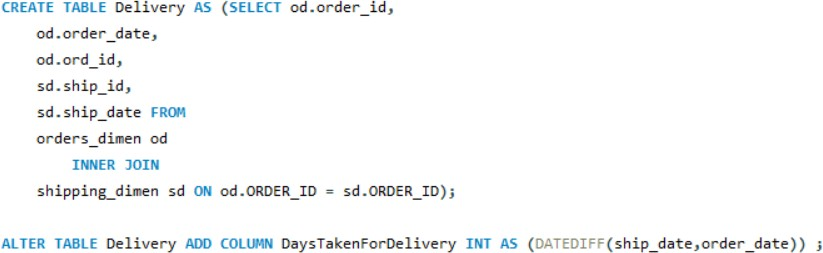 CREATE TABLE Delivery AS (SELECT od.order_id,
od.order_date,
od.ord_id,
sd.ship_id,
sd.ship_date FROM
orders_dimen od
INNER JOIN
shipping_dimen sd ON od.ORDER_ID = sd.ORDER_ID);
ALTER TABLE Delivery ADD COLUMN DaysTakenForDelivery INT AS (DATEDIFF(ship_date,order_date)) ;